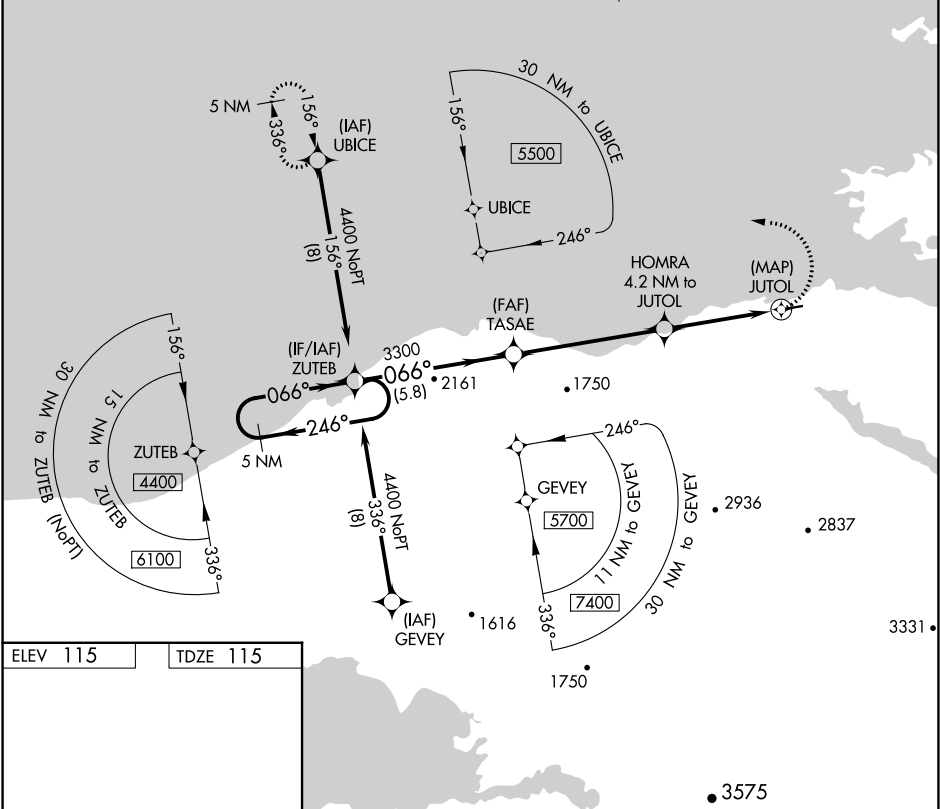 30 NM to UBICE
156°
5500
UBICE
246°
5 NM
156°
336°
(IAF)
UBICE
4400 NoPT
156°
(8)
HOMRA
4.2 NM to
JUTOL
(MAP)
JUTOL
(FAF)
TASAE
(IF/IAF)
ZUTEB
3300
066°
(5.8)
2161
1750
066°
246°
5 NM
156°
30 NM to ZUTEB (NoPT)
15 NM to ZUTEB
ZUTEB
4400
6100
336°
4400 NoPT
336°
(8)
(IAF)
GEVEY
246°
GEVEY
5700
11 NM to GEVEY
7400
30 NM to GEVEY
336°
2936
2837
1616
3331
1750
3575
ELEV 115
TDZE 115